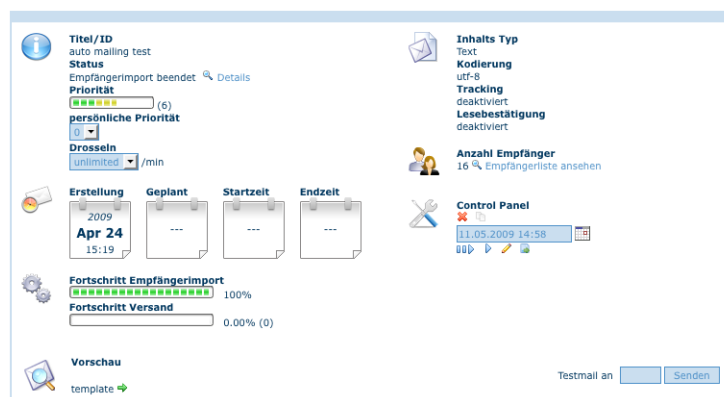 Titel/ID
auto mailing test
Status
Empfängerimport beendet Details
Priorität
(6)
persönliche Priorität
0
Drosseln
unlimited /min
Erstellung Geplant Startzeit Endzeit
2009
Apr 24 --- --- ---
15:19
Fortschritt Empfängerimport
100%
Fortschritt Versand
0.00% (0)
Vorschau
template
Inhalts Typ
Text
Kodierung
utf-8
Tracking
deaktiviert
Lesebestätigung
deaktiviert
Anzahl Empfänger
16 Empfängerliste ansehen
Control Panel
11.05.2009 14:58
Testmail an Senden